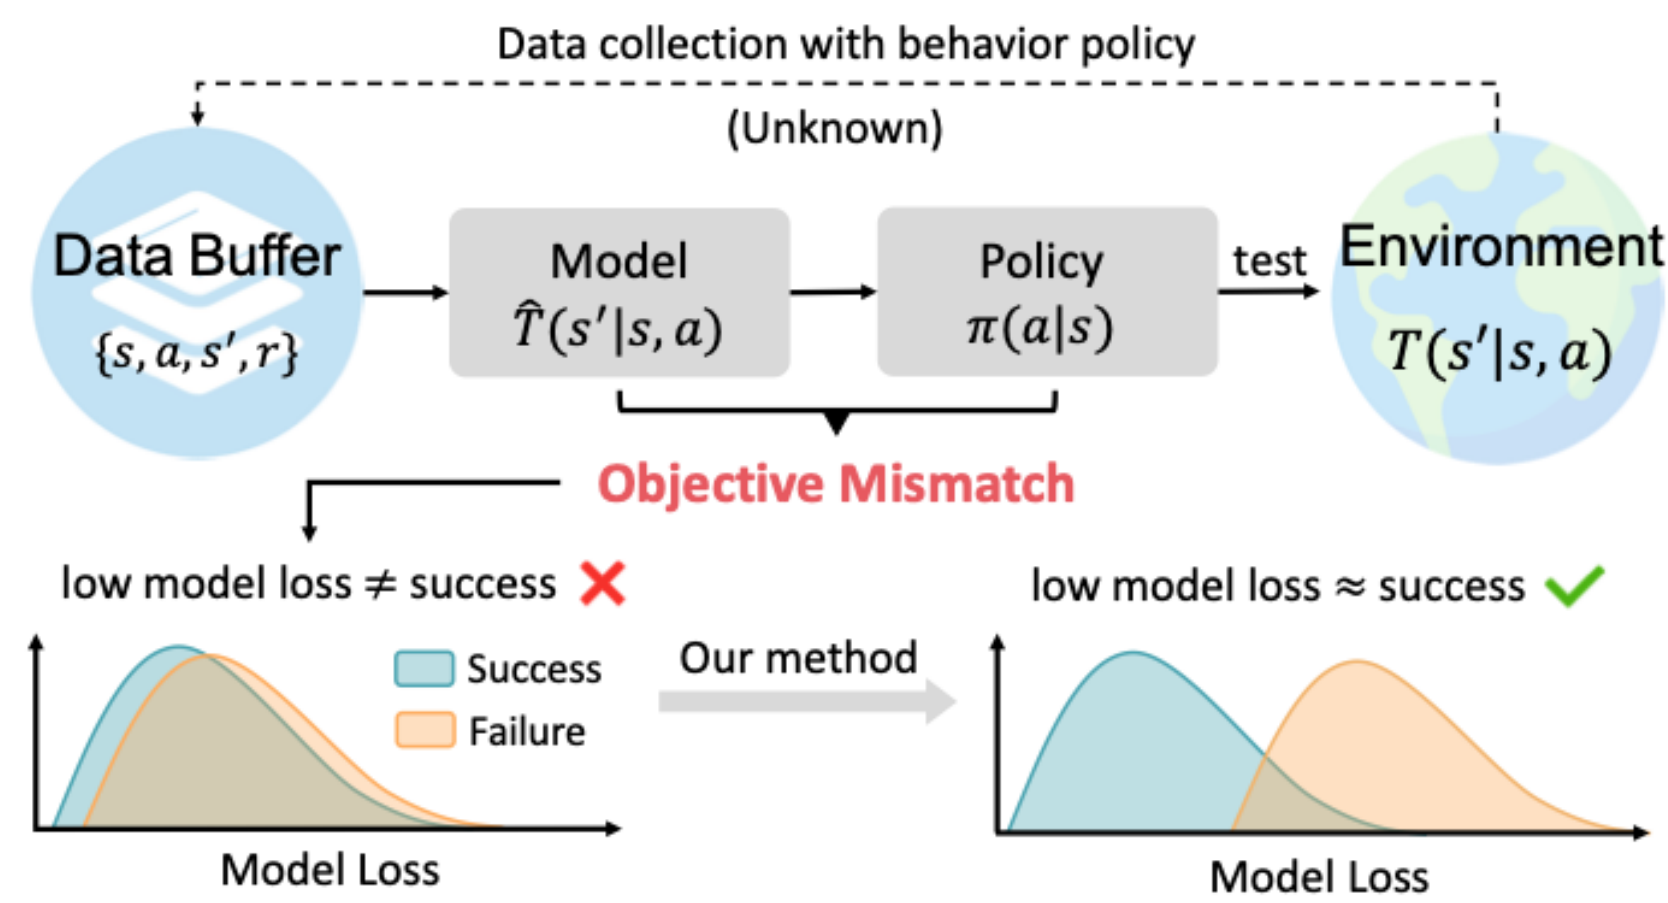 Data collection with behavior policy
(Unknown)
Data Buffer
{s, a, s′, r}
Model
T̂(s′|s, a)
Policy
π(a|s)
test
Environment
T(s′|s, a)
Objective Mismatch
low model loss ≠ success
Success
Failure
Model Loss
Our method
low model loss ≈ success
Model Loss